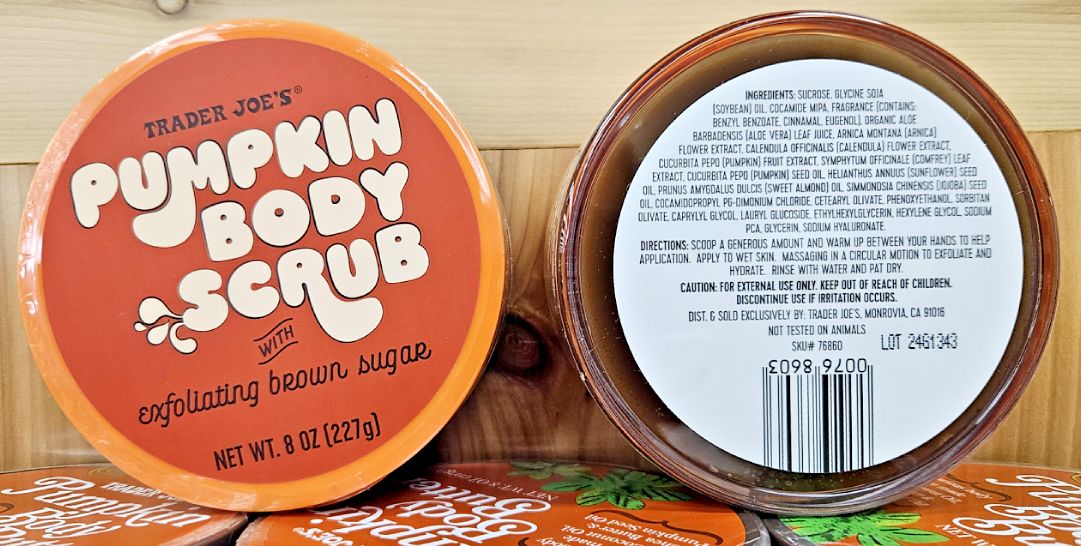 TRADER JOE'S®
PUMPKIN
BODY
SCRUB
WITH
exfoliating brown sugar
NET WT. 8 OZ (227g)
INGREDIENTS: SUCROSE, GLYCINE SOJA
(SOYBEAN) OIL, COCAMIDE MIPA, FRAGRANCE (CONTAINS:
BENZYL BENZOATE, CINNAMAL, EUGENOL), ORGANIC ALOE
BARBADENSIS (ALOE VERA) LEAF JUICE, ARNICA MONTANA (ARNICA)
FLOWER EXTRACT, CALENDULA OFFICINALIS (CALENDULA) FLOWER EXTRACT,
CUCURBITA PEPO (PUMPKIN) FRUIT EXTRACT, SYMPHYTUM OFFICINALE (COMFREY) LEAF
EXTRACT, CUCURBITA PEPO (PUMPKIN) SEED OIL, HELIANTHUS ANNUUS (SUNFLOWER) SEED
OIL, PRUNUS AMYGDALUS DULCIS (SWEET ALMOND) OIL, SIMMONDSIA CHINENSIS (JOJOBA) SEED
OIL, COCAMIDOPROPYL PG-DIMONIUM CHLORIDE, CETEARYL OLIVATE, PHENOXYETHANOL, SORBITAN
OLIVATE, CAPRYLYL GLYCOL, LAURYL GLUCOSIDE, ETHYLHEXYLGLYCERIN, HEXYLENE GLYCOL, SODIUM
PCA, GLYCERIN, SODIUM HYALURONATE.
DIRECTIONS: SCOOP A GENEROUS AMOUNT AND WARM UP BETWEEN YOUR HANDS TO HELP
APPLICATION. APPLY TO WET SKIN. MASSAGING IN A CIRCULAR MOTION TO EXFOLIATE AND
HYDRATE. RINSE WITH WATER AND PAT DRY.
CAUTION: FOR EXTERNAL USE ONLY. KEEP OUT OF REACH OF CHILDREN.
DISCONTINUE USE IF IRRITATION OCCURS.
DIST. & SOLD EXCLUSIVELY BY: TRADER JOE'S, MONROVIA, CA 91016
NOT TESTED ON ANIMALS
SKU# 76860
LOT 2461343
0076 8603
Pumpkin
Body
Body
Butter